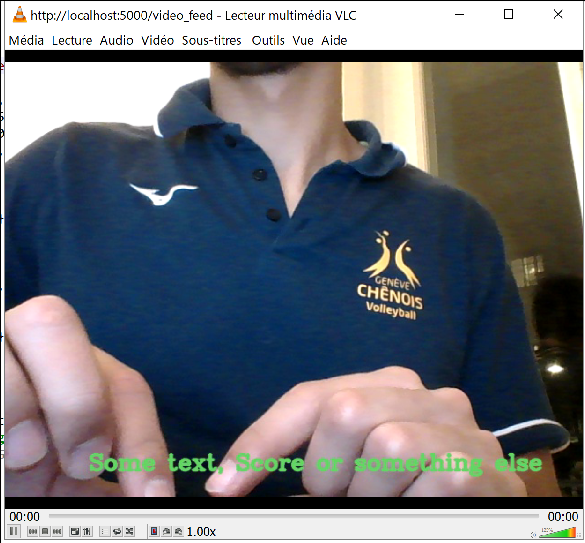 http://localhost:5000/video_feed - Lecteur multimédia VLC
Média Lecture Audio Vidéo Sous-titres Outils Vue Aide
GENÈVE
CHÊNOIS
Volleyball
Some text, Score or something else
00:00 00:00
1.00x